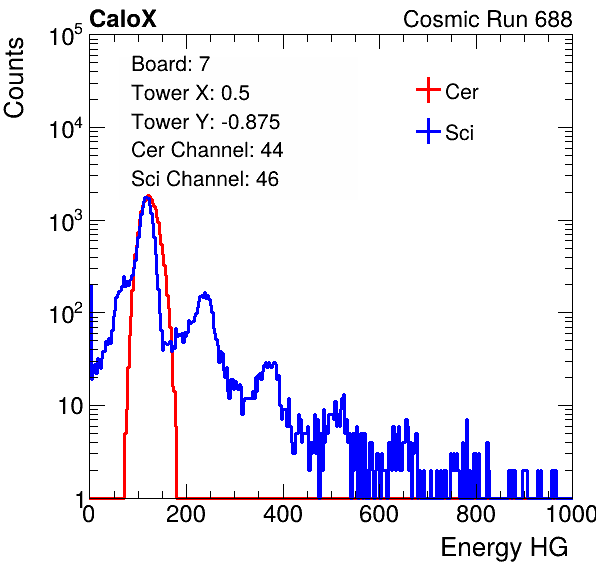 CaloX Cosmic Run 688
Counts
10^5
10^4
10^3
10^2
10
1
Board: 7
Tower X: 0.5
Tower Y: -0.875
Cer Channel: 44
Sci Channel: 46
Cer
Sci
0 200 400 600 800 1000
Energy HG